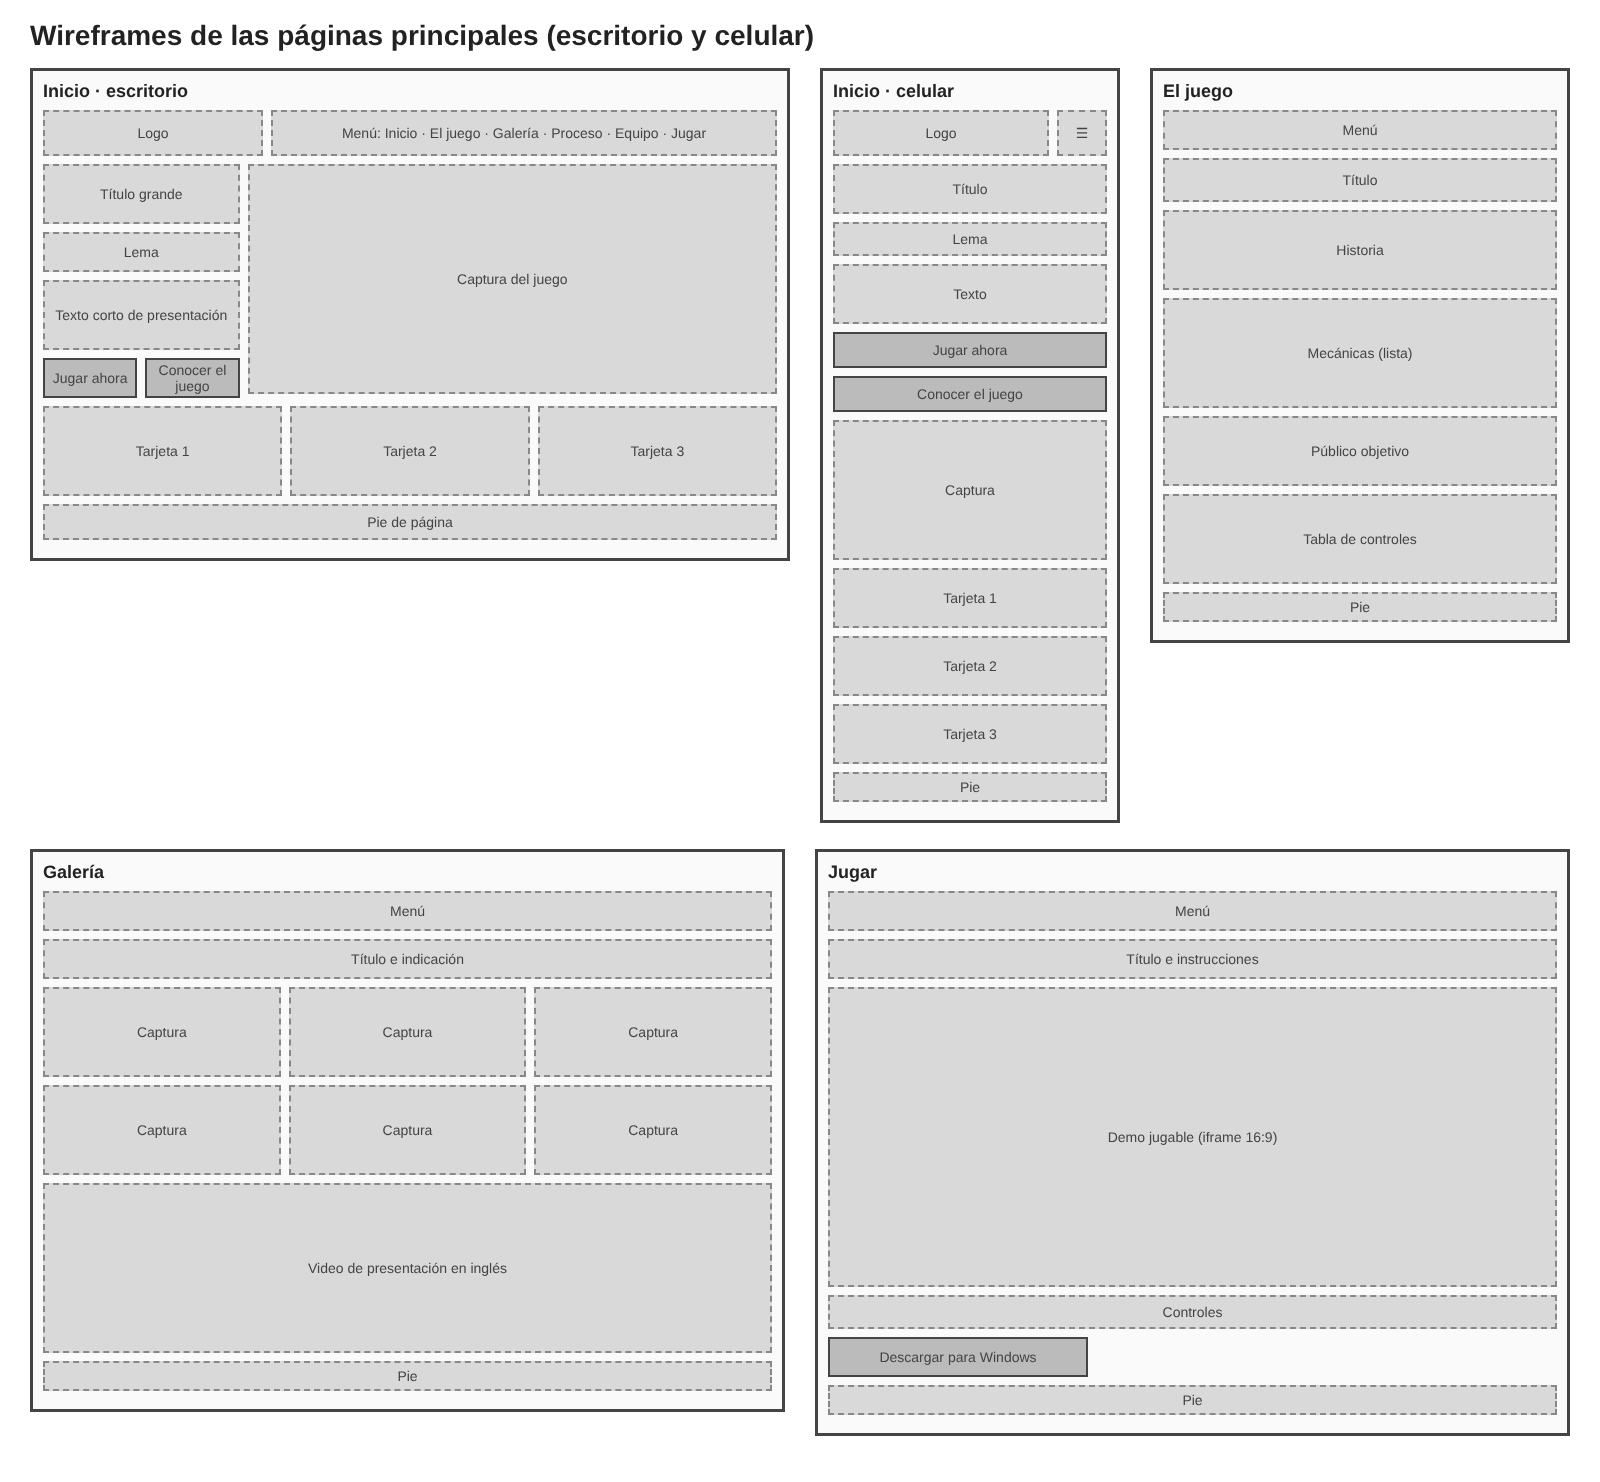 Wireframes de las páginas principales (escritorio y celular)
Inicio · escritorio
Logo
Menú: Inicio · El juego · Galería · Proceso · Equipo · Jugar
Título grande
Lema
Texto corto de presentación
Jugar ahora
Conocer el
juego
Captura del juego
Tarjeta 1
Tarjeta 2
Tarjeta 3
Pie de página
Inicio · celular
Logo
☰
Título
Lema
Texto
Jugar ahora
Conocer el juego
Captura
Tarjeta 1
Tarjeta 2
Tarjeta 3
Pie
El juego
Menú
Título
Historia
Mecánicas (lista)
Público objetivo
Tabla de controles
Pie
Galería
Menú
Título e indicación
Captura
Captura
Captura
Captura
Captura
Captura
Video de presentación en inglés
Pie
Jugar
Menú
Título e instrucciones
Demo jugable (iframe 16:9)
Controles
Descargar para Windows
Pie